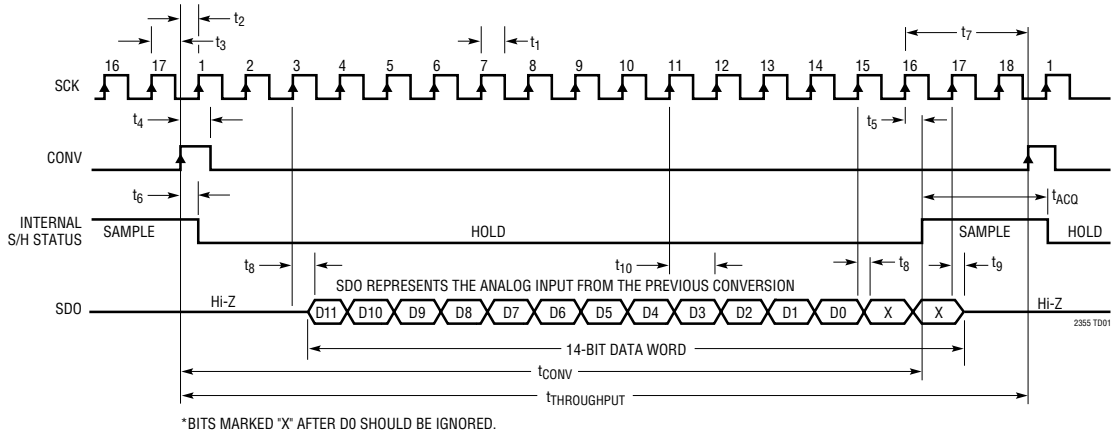 t2
t3
t1
t7
16 17 1 2 3 4 5 6 7 8 9 10 11 12 13 14 15 16 17 18 1
SCK
t4
t5
CONV
t6
tACQ
INTERNAL
S/H STATUS
SAMPLE
HOLD
SAMPLE
HOLD
t8
t10
t8
t9
SDO REPRESENTS THE ANALOG INPUT FROM THE PREVIOUS CONVERSION
SDO
Hi-Z
D11 D10 D9 D8 D7 D6 D5 D4 D3 D2 D1 D0 X X
Hi-Z
2355 TD01
14-BIT DATA WORD
tCONV
tTHROUGHPUT
*BITS MARKED "X" AFTER D0 SHOULD BE IGNORED.